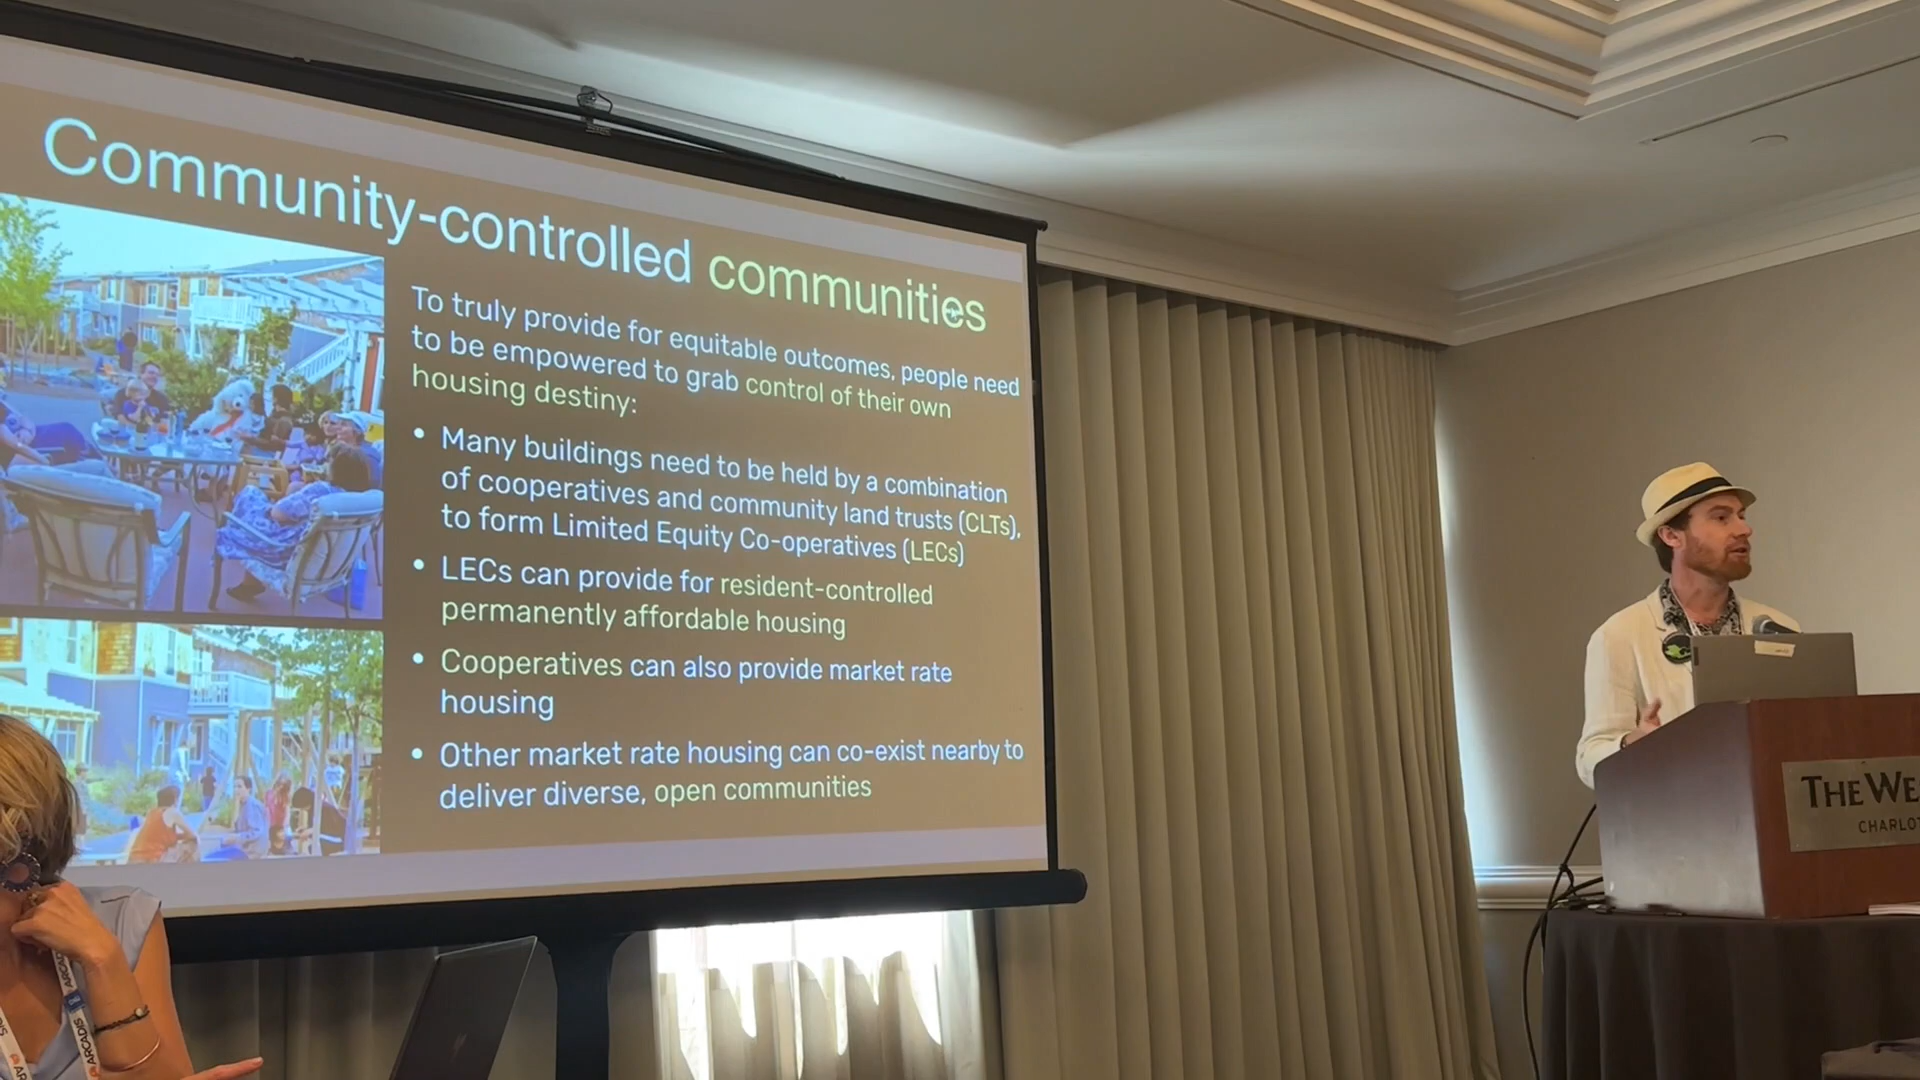 Community-controlled communities
To truly provide for equitable outcomes, people need
to be empowered to grab control of their own
housing destiny:
• Many buildings need to be held by a combination
of cooperatives and community land trusts (CLTs),
to form Limited Equity Co-operatives (LECs)
• LECs can provide for resident-controlled
permanently affordable housing
• Cooperatives can also provide market rate
housing
• Other market rate housing can co-exist nearby to
deliver diverse, open communities
THE WE
CHARLOT
ARCADIS
ARCADIS